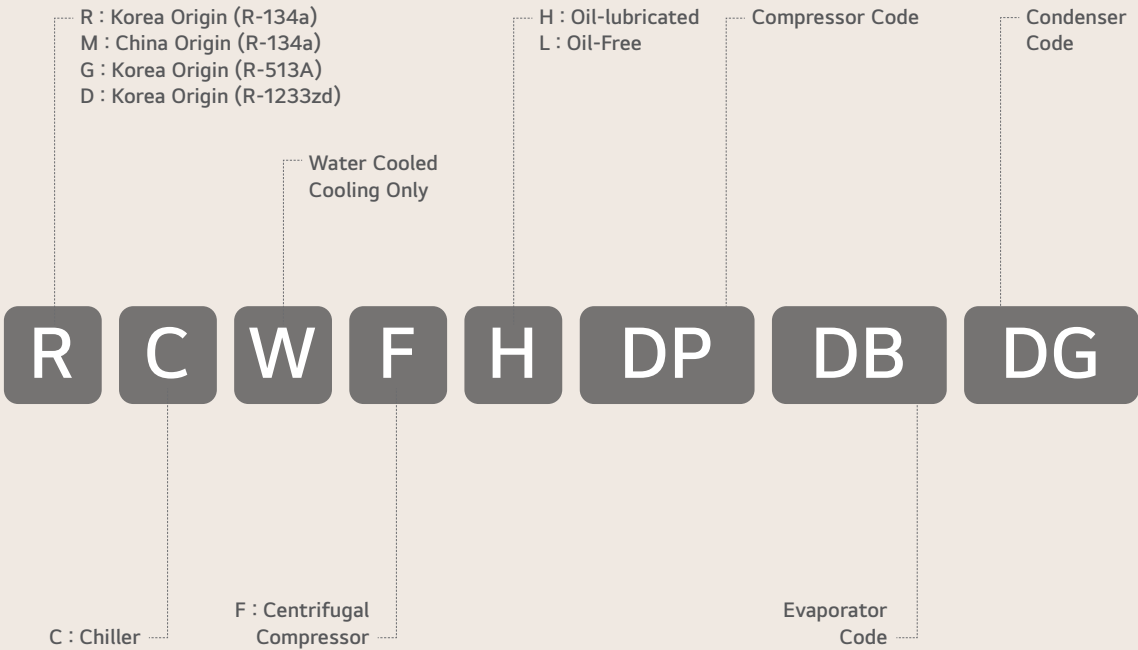 R : Korea Origin (R-134a)
M : China Origin (R-134a)
G : Korea Origin (R-513A)
D : Korea Origin (R-1233zd)
H : Oil-lubricated
L : Oil-Free
Compressor Code
Condenser
Code
Water Cooled
Cooling Only
R C W F H DP DB DG
C : Chiller
F : Centrifugal
Compressor
Evaporator
Code